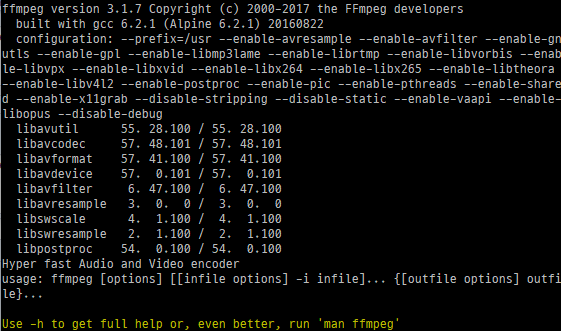 ffmpeg version 3.1.7 Copyright (c) 2000-2017 the FFmpeg developers
  built with gcc 6.2.1 (Alpine 6.2.1) 20160822
  configuration: --prefix=/usr --enable-avresample --enable-avfilter --enable-gn
utls --enable-gpl --enable-libmp3lame --enable-librtmp --enable-libvorbis --enab
le-libvpx --enable-libxvid --enable-libx264 --enable-libx265 --enable-libtheora
--enable-libv4l2 --enable-postproc --enable-pic --enable-pthreads --enable-share
d --enable-x11grab --disable-stripping --disable-static --enable-vaapi --enable-
libopus --disable-debug
  libavutil      55. 28.100 / 55. 28.100
  libavcodec     57. 48.101 / 57. 48.101
  libavformat    57. 41.100 / 57. 41.100
  libavdevice    57.  0.101 / 57.  0.101
  libavfilter     6. 47.100 /  6. 47.100
  libavresample   3.  0.  0 /  3.  0.  0
  libswscale      4.  1.100 /  4.  1.100
  libswresample   2.  1.100 /  2.  1.100
  libpostproc    54.  0.100 / 54.  0.100
Hyper fast Audio and Video encoder
usage: ffmpeg [options] [[infile options] -i infile]... {[outfile options] outfi
le}...
Use -h to get full help or, even better, run 'man ffmpeg'